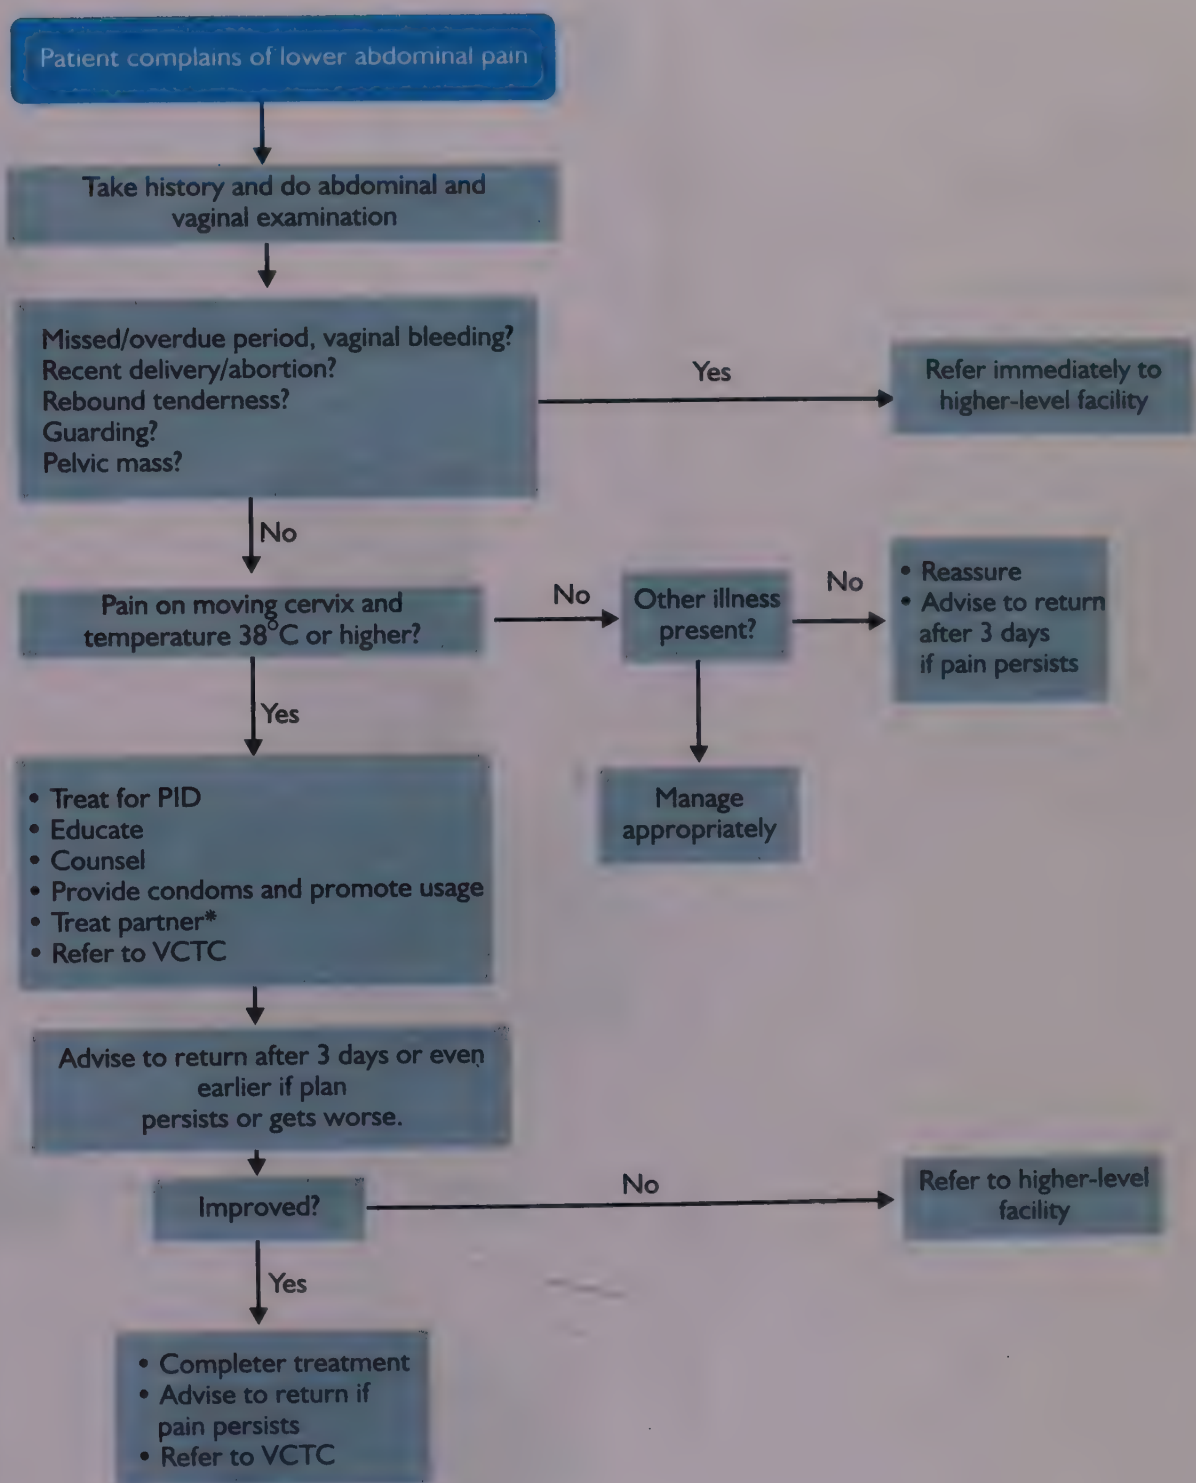 Patient complains of lower abdominal pain
Take history and do abdominal and
vaginal examination
Missed/overdue period, vaginal bleeding?
Recent delivery/abortion?
Rebound tenderness?
Guarding?
Pelvic mass?
Yes
Refer immediately to
higher-level facility
No
Pain on moving cervix and
temperature 38°C or higher?
No
Other illness
present?
No
• Reassure
• Advise to return
after 3 days
if pain persists
Yes
Manage
appropriately
• Treat for PID
• Educate
• Counsel
• Provide condoms and promote usage
• Treat partner*
• Refer to VCTC
Advise to return after 3 days or even
earlier if plan
persists or gets worse.
Improved?
No
Refer to higher-level
facility
Yes
• Completer treatment
• Advise to return if
pain persists
• Refer to VCTC